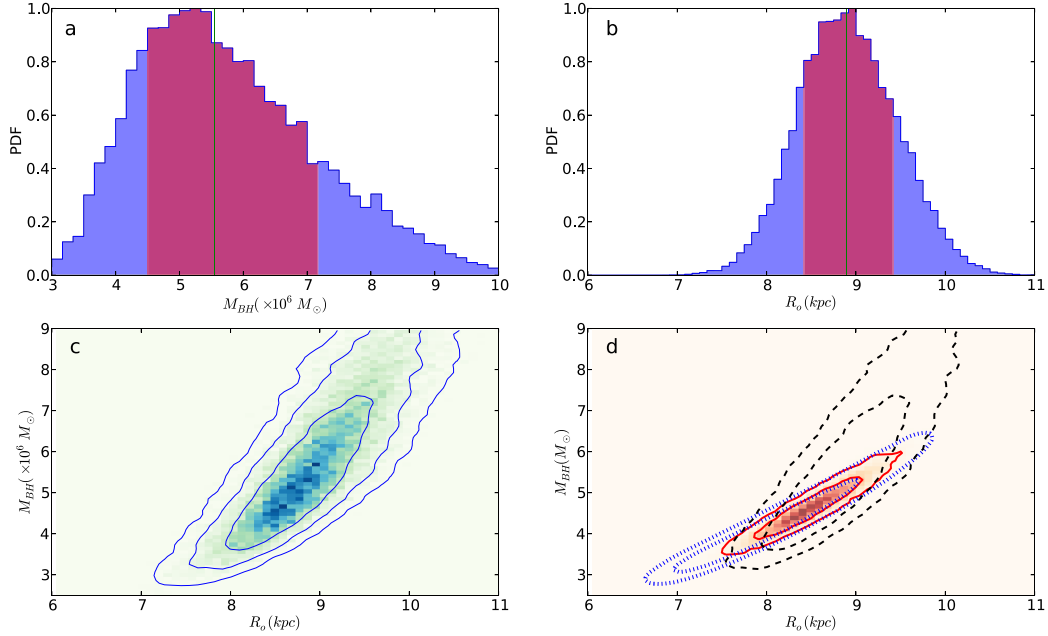 a
PDF
1.0
0.8
0.6
0.4
0.2
0.0
3 4 5 6 7 8 9 10
M_BH( ×10^6 M_⊙)
b
PDF
1.0
0.8
0.6
0.4
0.2
0.0
6 7 8 9 10 11
R_o(kpc)
c
M_BH( ×10^6 M_⊙)
9
8
7
6
5
4
3
6 7 8 9 10 11
R_o(kpc)
d
M_BH(M_⊙)
9
8
7
6
5
4
3
6 7 8 9 10 11
R_o(kpc)